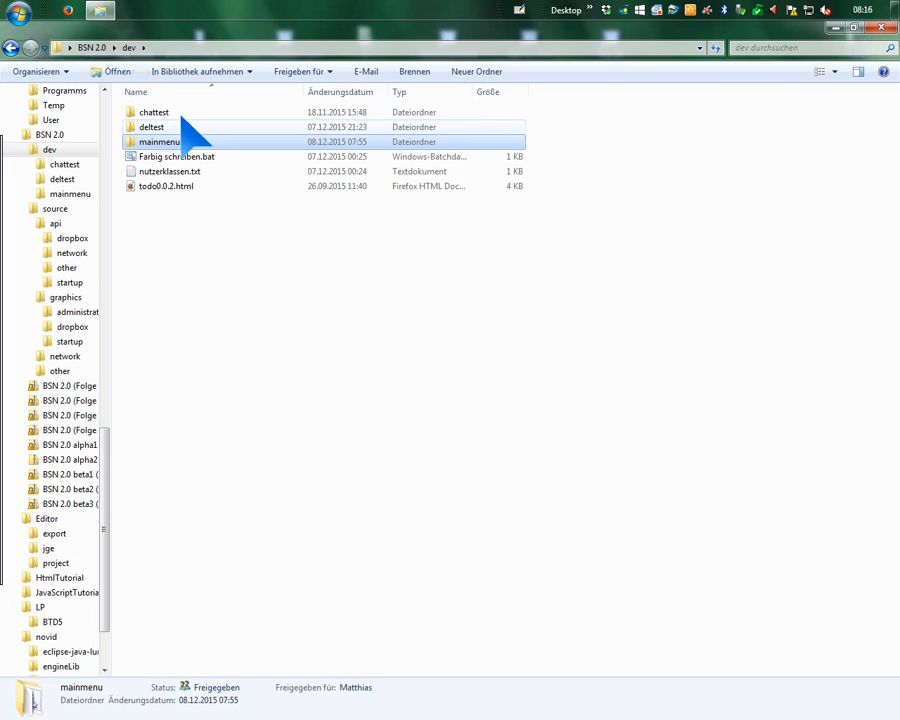 Desktop » 08:16
BSN 2.0 dev dev durchsuchen
Organisieren Öffnen In Bibliothek aufnehmen Freigeben für E-Mail Brennen Neuer Ordner
Name Änderungsdatum Typ Größe
chattest 18.11.2015 15:48 Dateiordner
deltest 07.12.2015 21:23 Dateiordner
mainmenu 08.12.2015 07:55 Dateiordner
Farbig schreiben.bat 07.12.2015 00:25 Windows-Batchda... 1 KB
nutzerklassen.txt 07.12.2015 00:24 Textdokument 1 KB
todo0.0.2.html 26.09.2015 11:40 Firefox HTML Doc... 4 KB
Programms
Temp
User
BSN 2.0
dev
chattest
deltest
mainmenu
source
api
dropbox
network
other
startup
graphics
administrat
dropbox
startup
network
other
BSN 2.0 (Folge
BSN 2.0 (Folge
BSN 2.0 (Folge
BSN 2.0 (Folge
BSN 2.0 alpha1
BSN 2.0 alpha2
BSN 2.0 beta1 (
BSN 2.0 beta2 (
BSN 2.0 beta3 (
Editor
export
jge
project
HtmlTutorial
JavaScriptTutoria
LP
BTD5
novid
eclipse-java-lu
engineLib
mainmenu Status: Freigegeben Freigegeben für: Matthias
Dateiordner Änderungsdatum: 08.12.2015 07:55